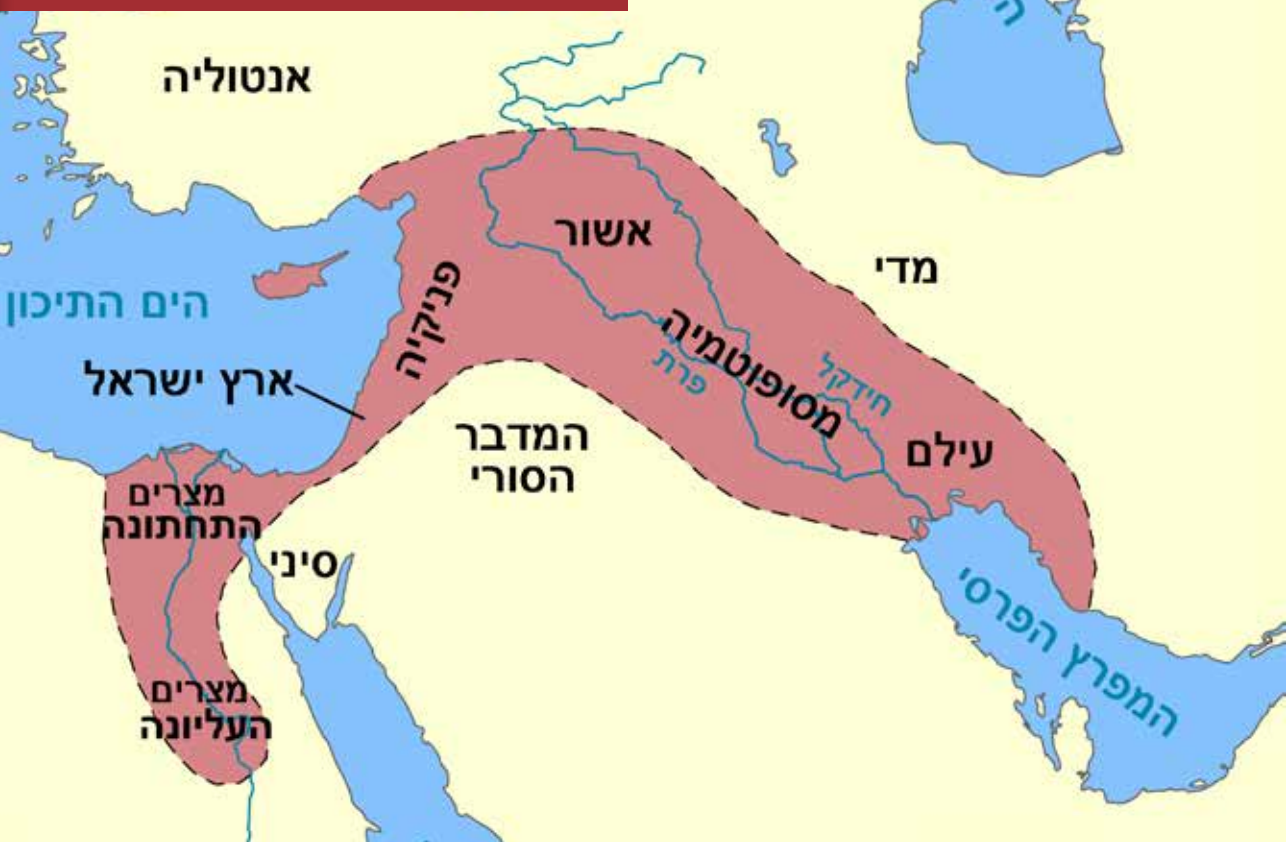 אנטוליה
אשור
מדי
פניקיה
הים התיכון
ארץ ישראל
מסופוטמיה
פרת
חידקל
עילם
המדבר
הסורי
מצרים
התחתונה
סיני
המפרץ הפרסי
מצרים
העליונה